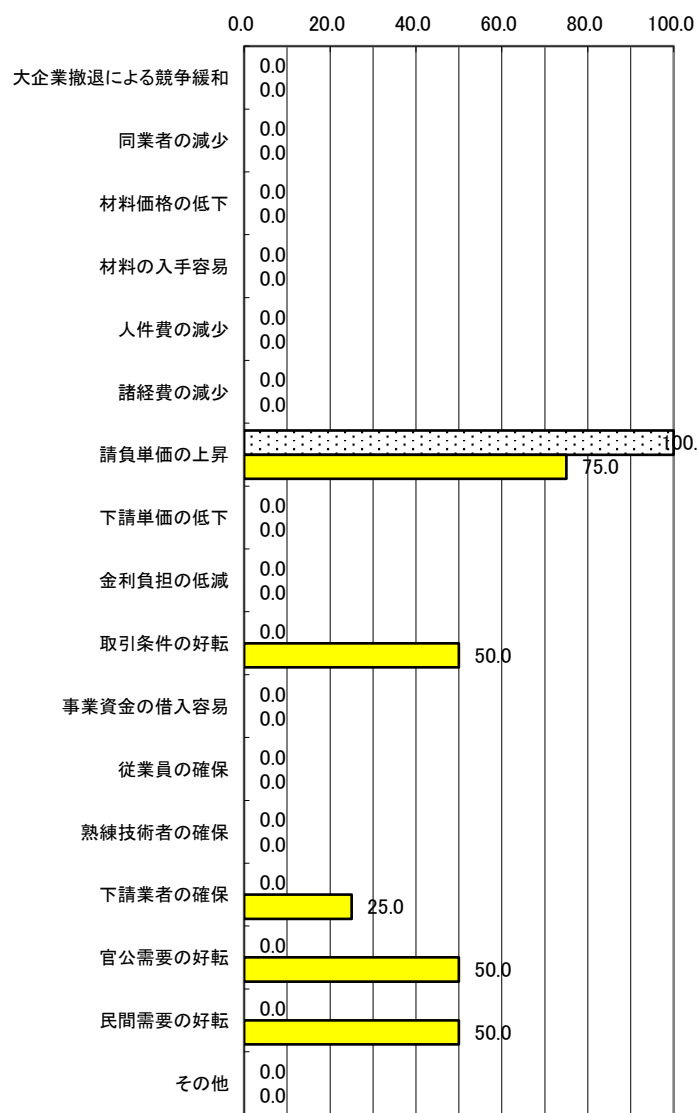 0.0 20.0 40.0 60.0 80.0 100.0
大企業撤退による競争緩和
0.0
0.0
同業者の減少
0.0
0.0
材料価格の低下
0.0
0.0
材料の入手容易
0.0
0.0
人件費の減少
0.0
0.0
諸経費の減少
0.0
0.0
請負単価の上昇
100.
75.0
下請単価の低下
0.0
0.0
金利負担の低減
0.0
0.0
取引条件の好転
0.0
50.0
事業資金の借入容易
0.0
0.0
従業員の確保
0.0
0.0
熟練技術者の確保
0.0
0.0
下請業者の確保
0.0
25.0
官公需要の好転
0.0
50.0
民間需要の好転
0.0
50.0
その他
0.0
0.0